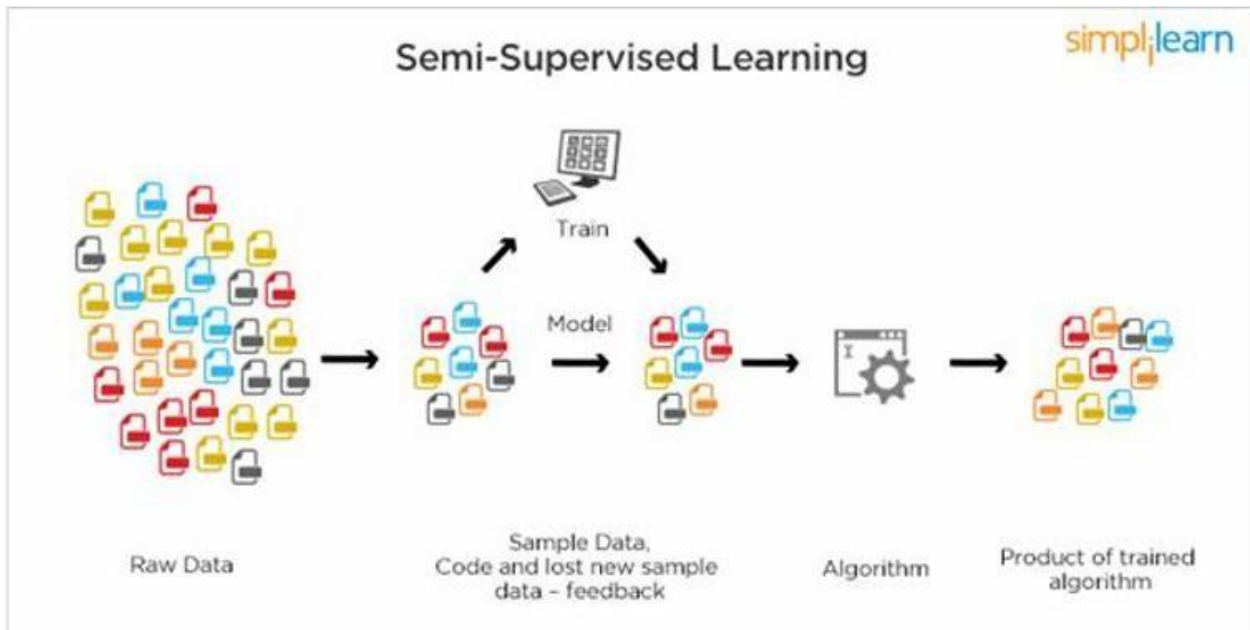 Semi-Supervised Learning
simplilearn
Train
Model
Raw Data
Sample Data,
Code and lost new sample
data – feedback
Algorithm
Product of trained
algorithm